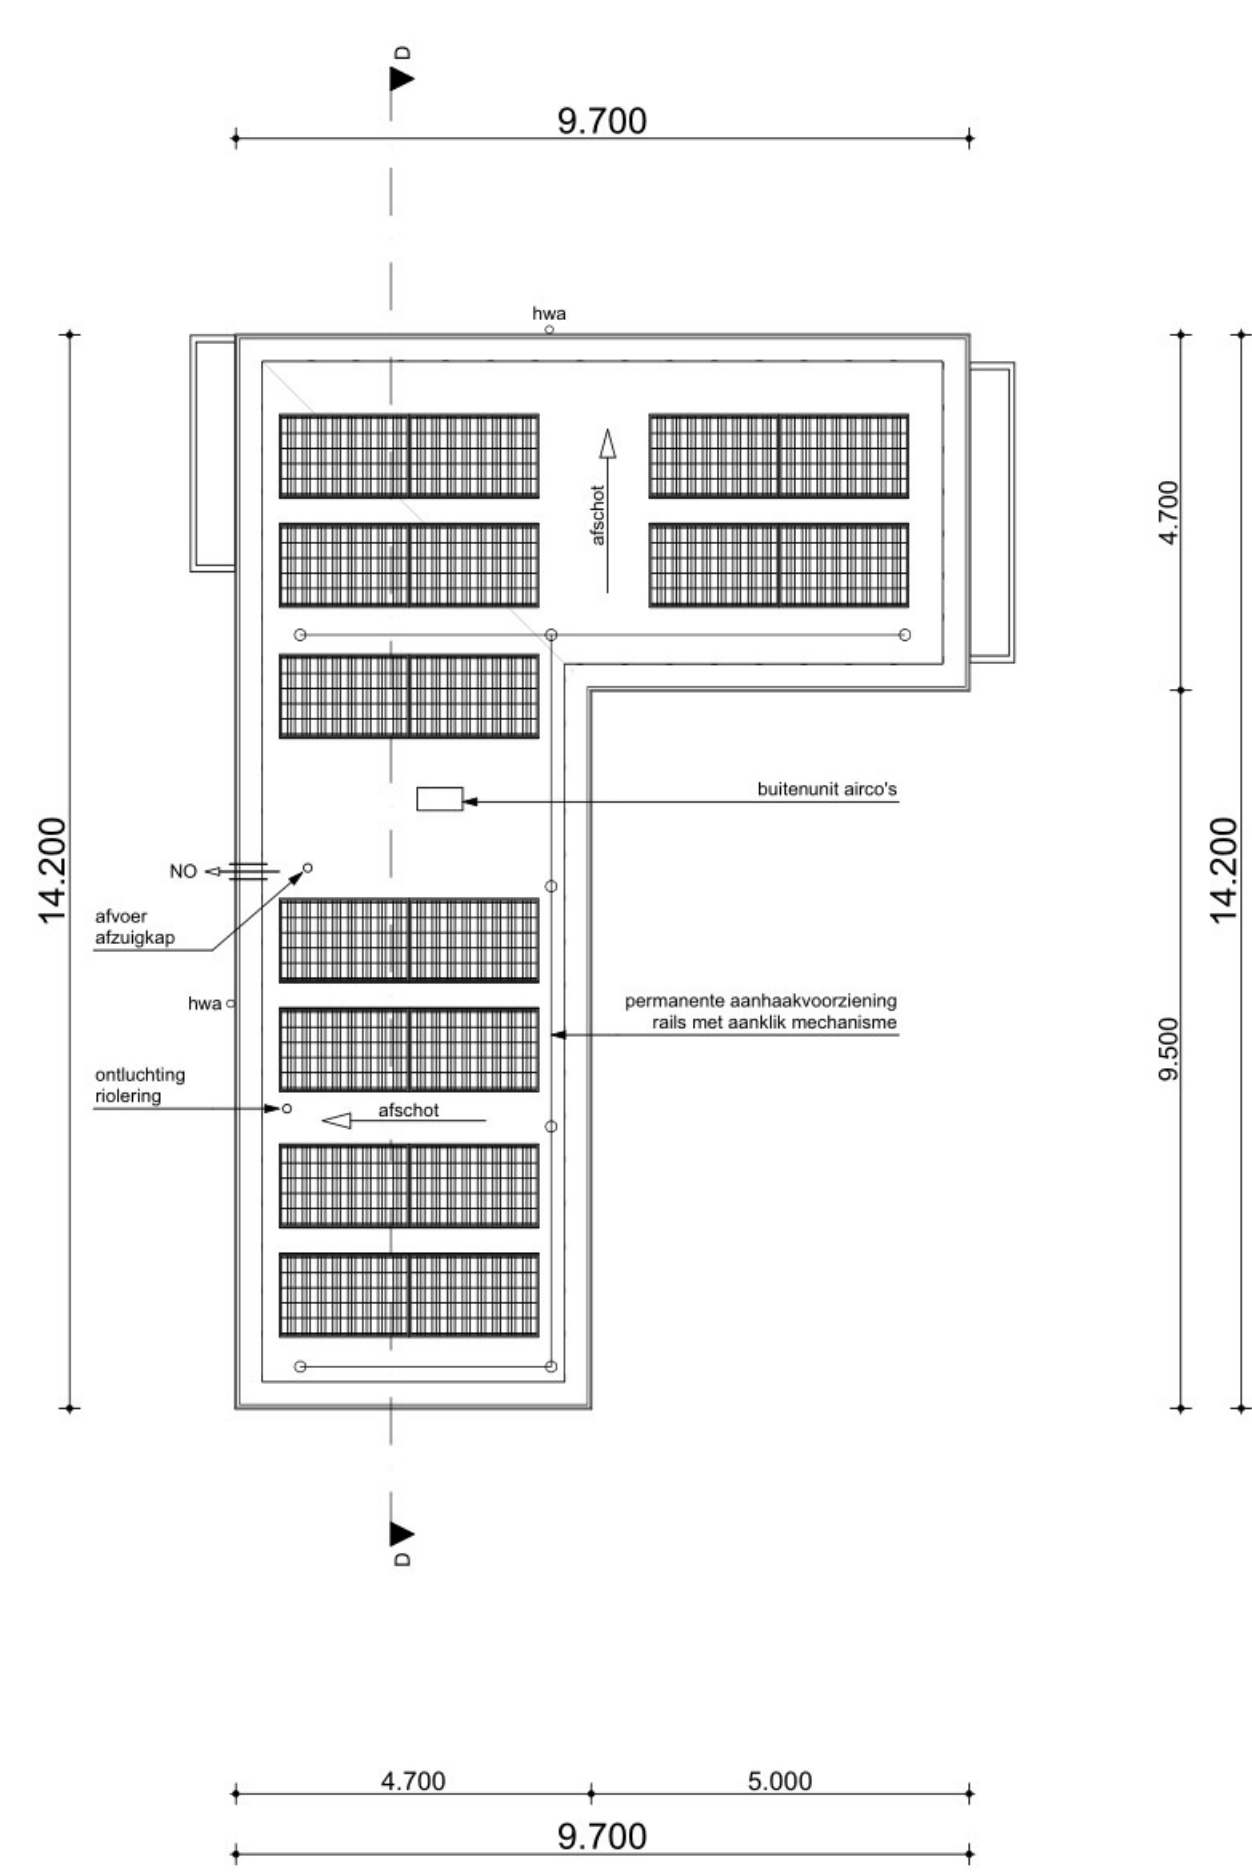 D
9.700
hwa
afschot
4.700
buitenunit airco's
14.200
14.200
NO
afvoer
afzuigkap
hwa
permanente aanhaakvoorziening
rails met aanklik mechanisme
9.500
ontluchting
riolering
afschot
D
4.700
5.000
9.700